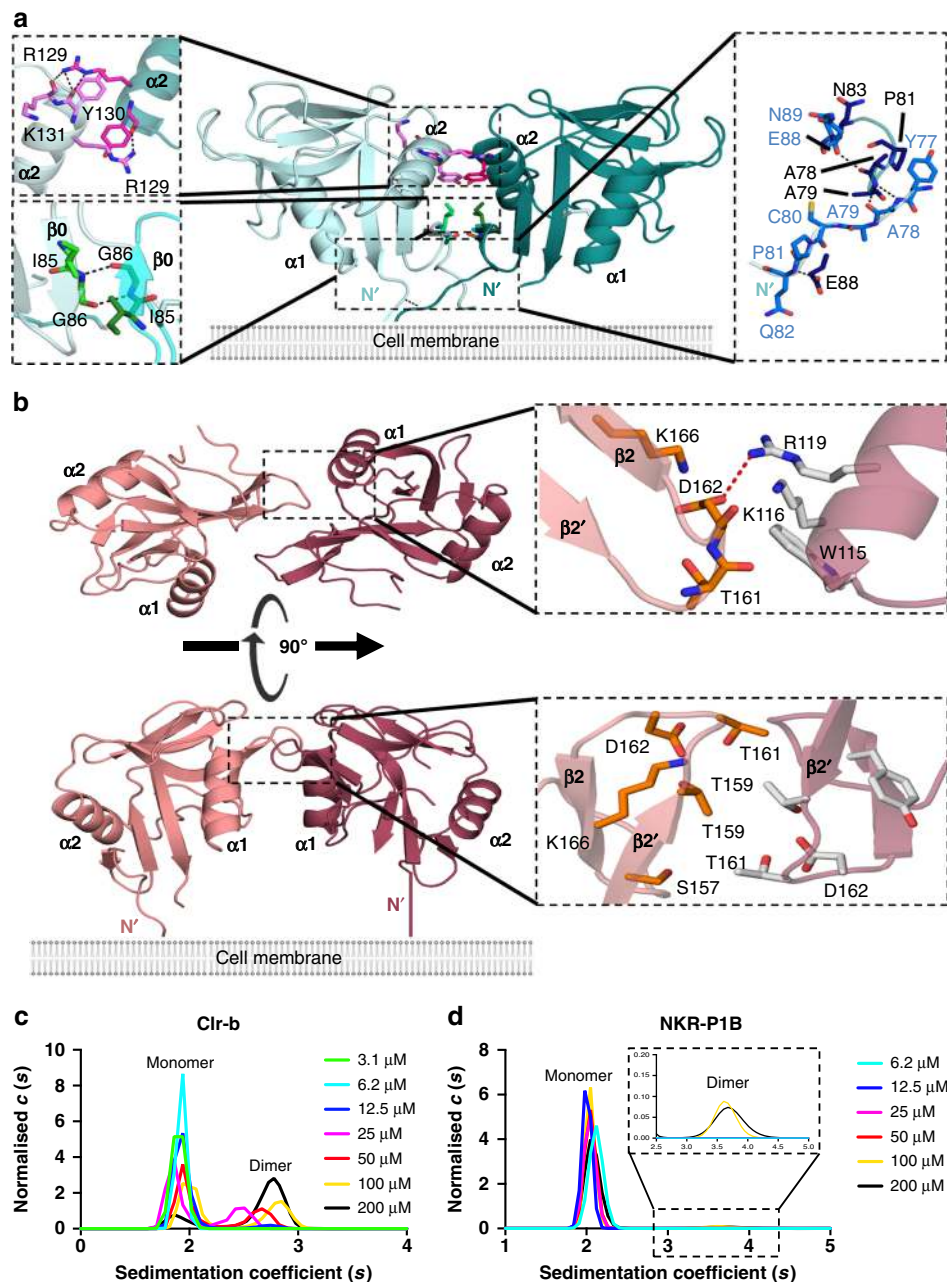 a
R129
α2
Y130
K131
α2
R129
β0
G86
β0
I85
G86
I85
α2
α2
α1
α1
N′
N′
Cell membrane
N83
P81
N89
E88
Y77
A78
A79
C80
A79
A78
P81
N′
E88
Q82
b
α1
α2
α2
α1
β2
K166
R119
D162
K116
β2′
W115
T161
90°
α2
α1
α1
α2
N′
N′
Cell membrane
D162
T161
β2′
β2
T159
K166
β2′
T159
T161
S157
D162
c
Clr-b
Normalised c (s)
10
8
6
4
2
0
Monomer
Dimer
3.1 µM
6.2 µM
12.5 µM
25 µM
50 µM
100 µM
200 µM
0 1 2 3 4
Sedimentation coefficient (s)
d
NKR-P1B
Normalised c (s)
8
6
4
2
0
Monomer
Dimer
0.20
0.15
0.10
0.05
0.00
2.5 3.0 3.5 4.0 4.5 5.0
6.2 µM
12.5 µM
25 µM
50 µM
100 µM
200 µM
1 2 3 4 5
Sedimentation coefficient (s)